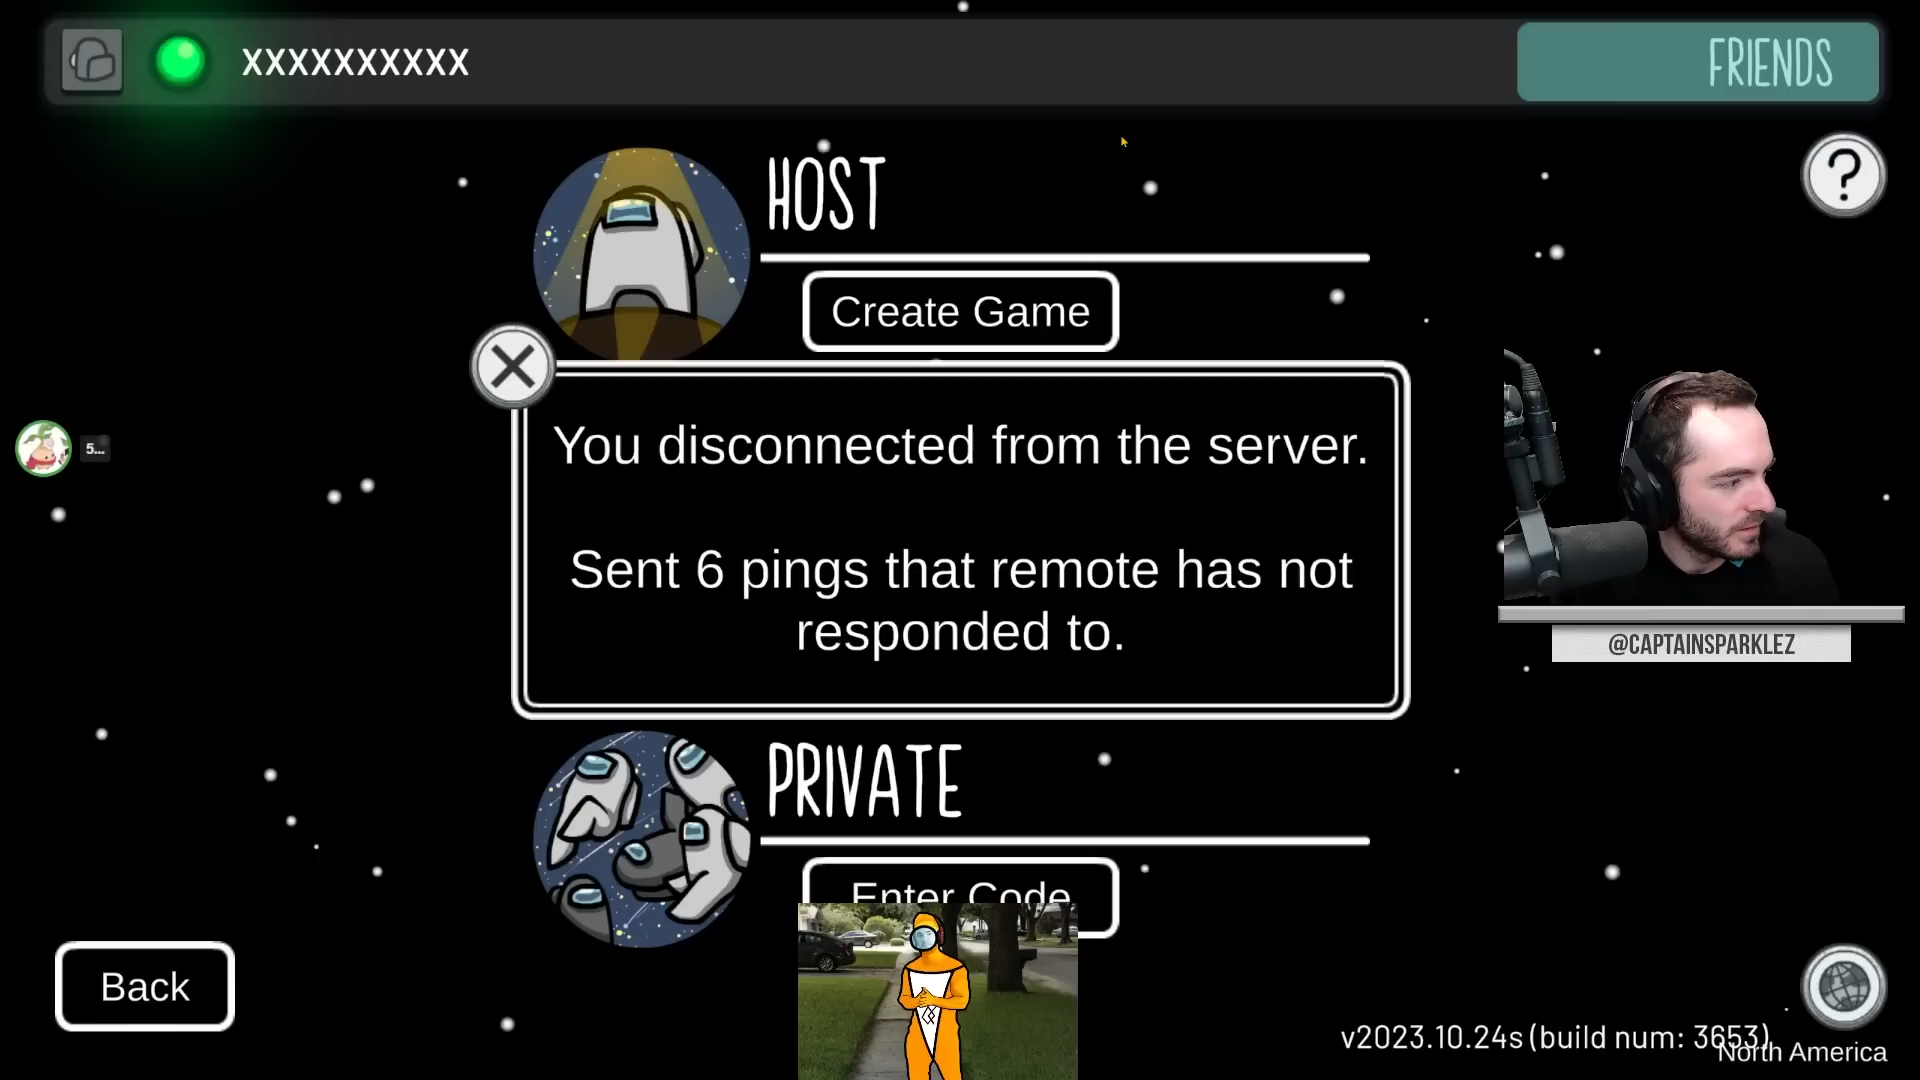 XXXXXXXXXX
FRIENDS
HOST
Create Game
You disconnected from the server.
Sent 6 pings that remote has not
responded to.
5...
@CAPTAINSPARKLEZ
PRIVATE
Enter Code
Back
v2023.10.24s (build num: 3653)
North America